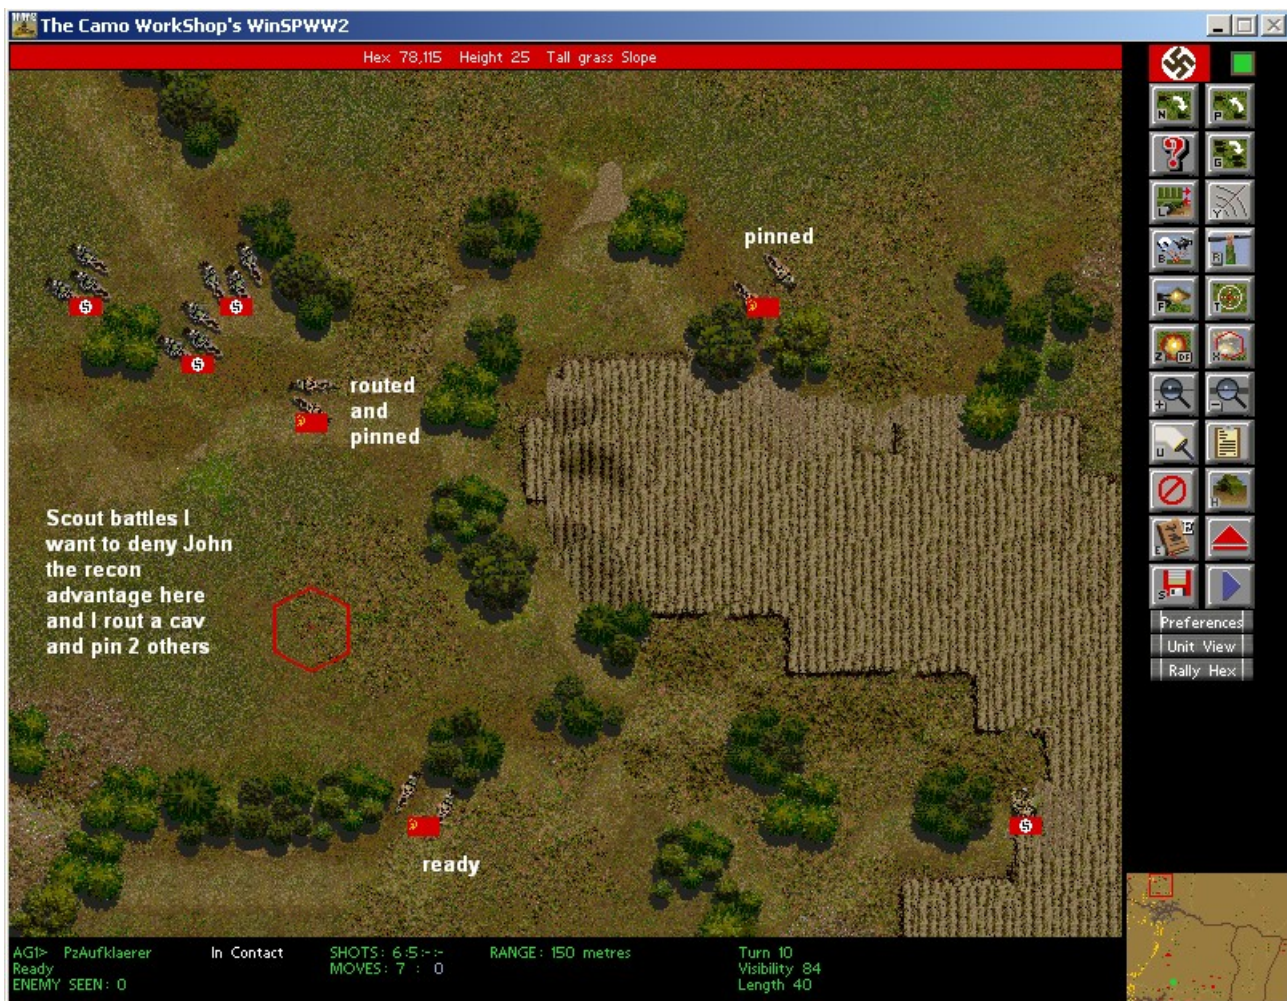 The Camo WorkShop's WinSPWW2
Hex 78,115 Height 25 Tall grass Slope
pinned
routed
and
pinned
Scout battles I
want to deny John
the recon
advantage here
and I rout a cav
and pin 2 others
ready
N
P
G
L
Y
B
R
F
T
Z DF
X
+
-
U
H
E
S
Preferences
Unit View
Rally Hex
AG1> PzAufklaerer In Contact SHOTS: 6:5:-:- RANGE: 150 metres Turn 10
Ready MOVES: 7 : 0 Visibility 84
ENEMY SEEN: 0 Length 40